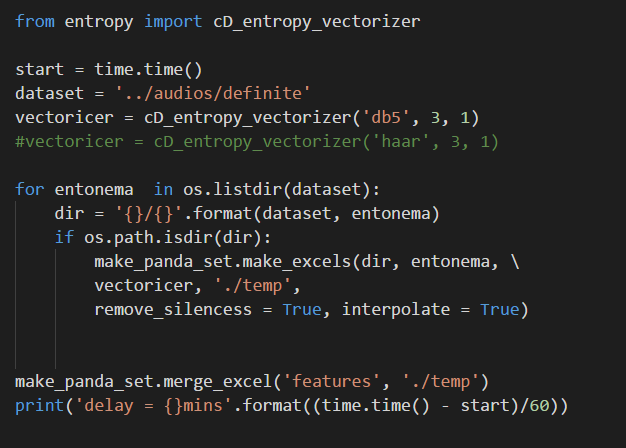 from entropy import cD_entropy_vectorizer
start = time.time()
dataset = '../audios/definite'
vectoricer = cD_entropy_vectorizer('db5', 3, 1)
#vectoricer = cD_entropy_vectorizer('haar', 3, 1)
for entonema  in os.listdir(dataset):
    dir = '{}/{}'.format(dataset, entonema)
    if os.path.isdir(dir):
        make_panda_set.make_excels(dir, entonema, \
        vectoricer, './temp',
        remove_silencess = True, interpolate = True)
make_panda_set.merge_excel('features', './temp')
print('delay = {}mins'.format((time.time() - start)/60))